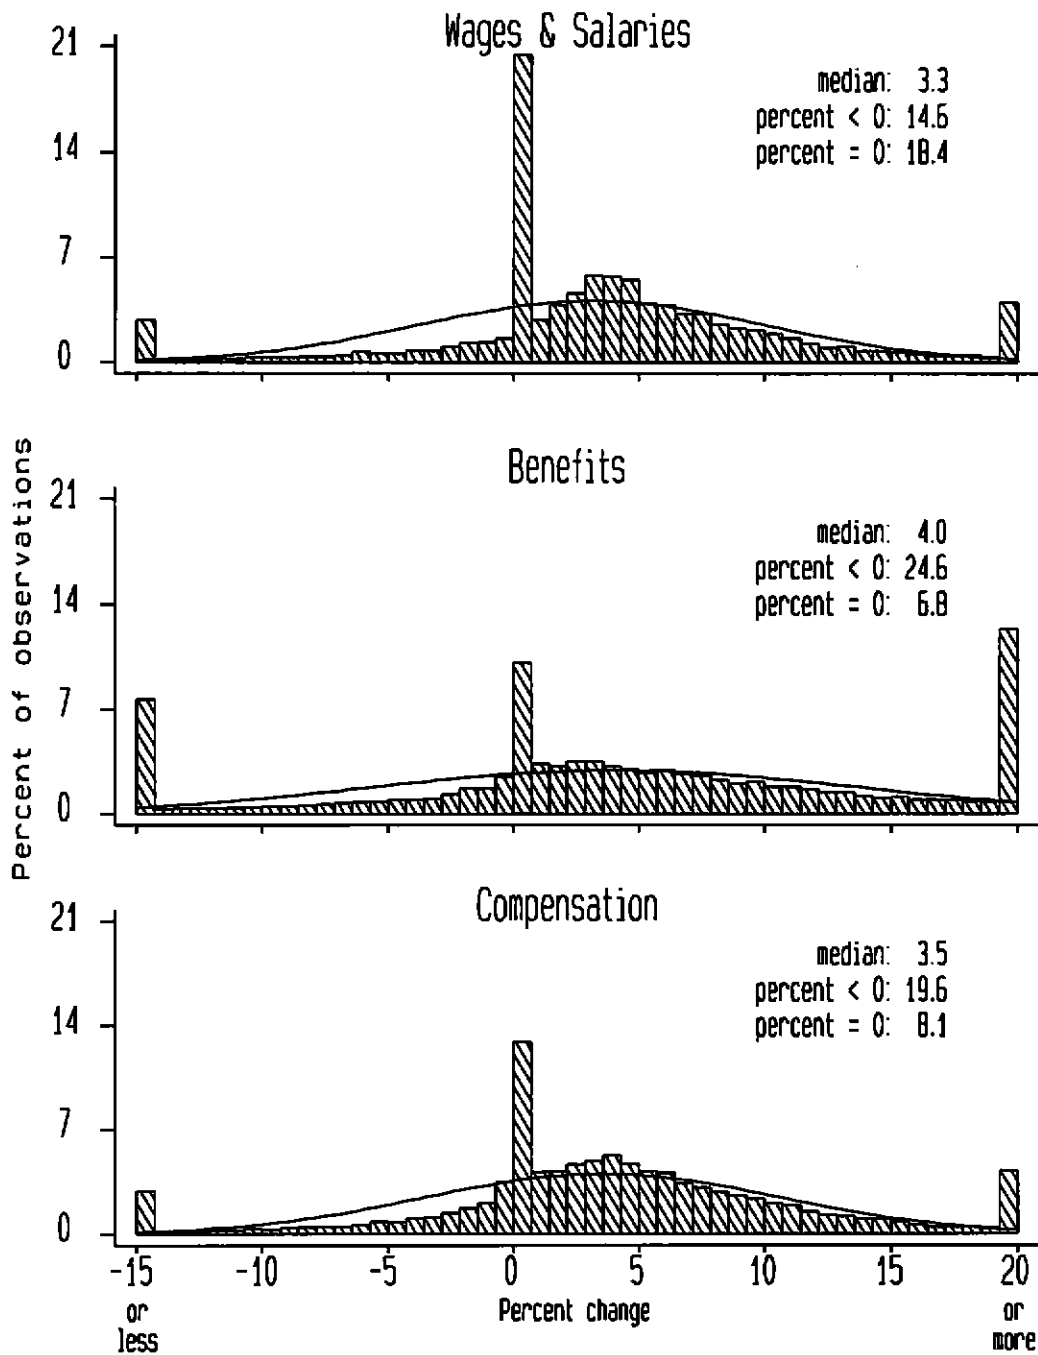 Wages & Salaries
21
14
7
0
median: 3.3
percent < 0: 14.6
percent = 0: 18.4
Percent of observations
Benefits
21
14
7
0
median: 4.0
percent < 0: 24.6
percent = 0: 6.8
Compensation
21
14
7
0
median: 3.5
percent < 0: 19.6
percent = 0: 8.1
-15 -10 -5 0 5 10 15 20
or less
Percent change
or more